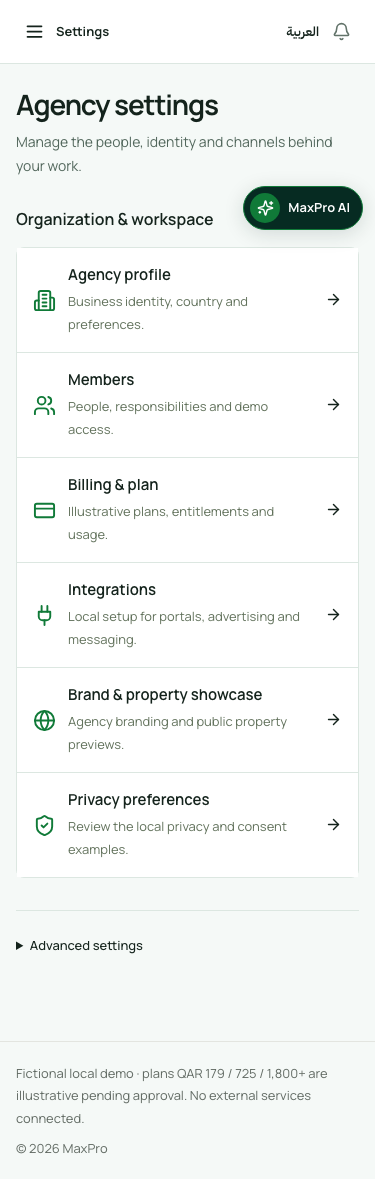 Settings
العربية
Agency settings
Manage the people, identity and channels behind
your work.
MaxPro AI
Organization & workspace
Agency profile
Business identity, country and
preferences.
Members
People, responsibilities and demo
access.
Billing & plan
Illustrative plans, entitlements and
usage.
Integrations
Local setup for portals, advertising and
messaging.
Brand & property showcase
Agency branding and public property
previews.
Privacy preferences
Review the local privacy and consent
examples.
Advanced settings
Fictional local demo · plans QAR 179 / 725 / 1,800+ are
illustrative pending approval. No external services
connected.
© 2026 MaxPro